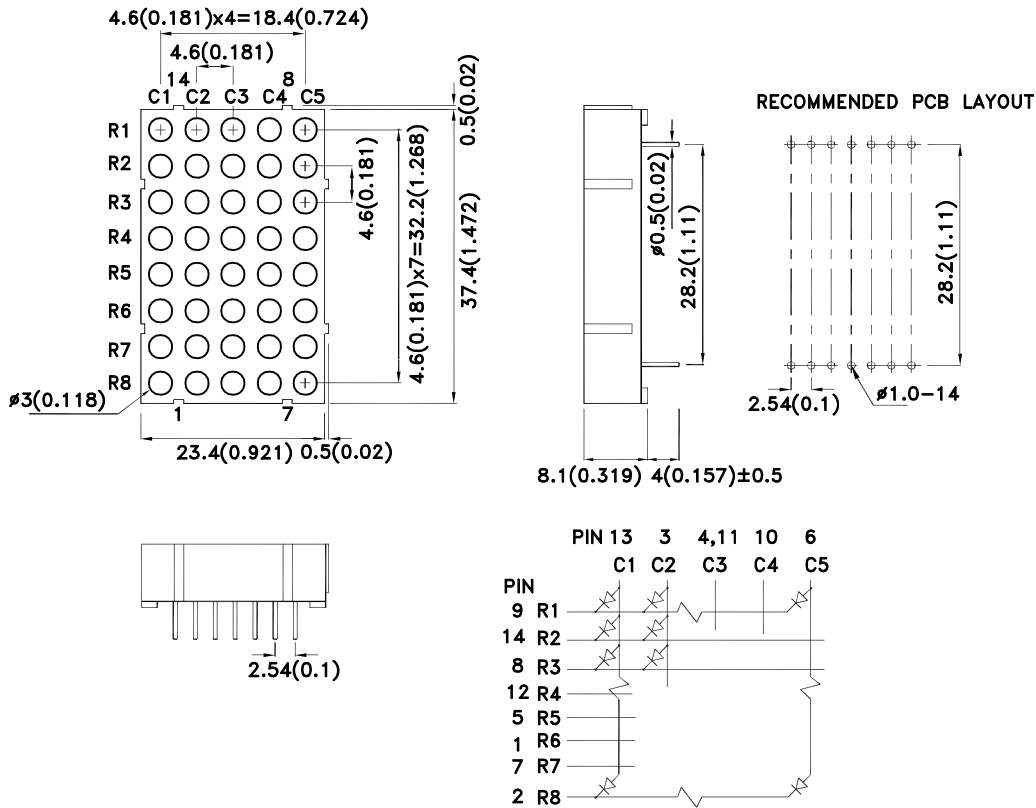 4.6(0.181)x4=18.4(0.724)
4.6(0.181)
14 8
C1 C2 C3 C4 C5
R1
R2
R3
R4
R5
R6
R7
R8
ø3(0.118)
1 7
23.4(0.921) 0.5(0.02)
4.6(0.181)
4.6(0.181)x7=32.2(1.268)
0.5(0.02)
37.4(1.472)
ø0.5(0.02)
28.2(1.11)
8.1(0.319) 4(0.157)±0.5
RECOMMENDED PCB LAYOUT
28.2(1.11)
2.54(0.1)
ø1.0-14
2.54(0.1)
PIN 13 3 4,11 10 6
C1 C2 C3 C4 C5
PIN
9 R1
14 R2
8 R3
12 R4
5 R5
1 R6
7 R7
2 R8